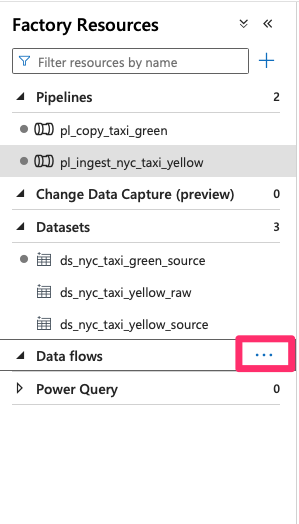 Factory Resources
Filter resources by name
Pipelines 2
pl_copy_taxi_green
pl_ingest_nyc_taxi_yellow
Change Data Capture (preview) 0
Datasets 3
ds_nyc_taxi_green_source
ds_nyc_taxi_yellow_raw
ds_nyc_taxi_yellow_source
Data flows ...
Power Query 0